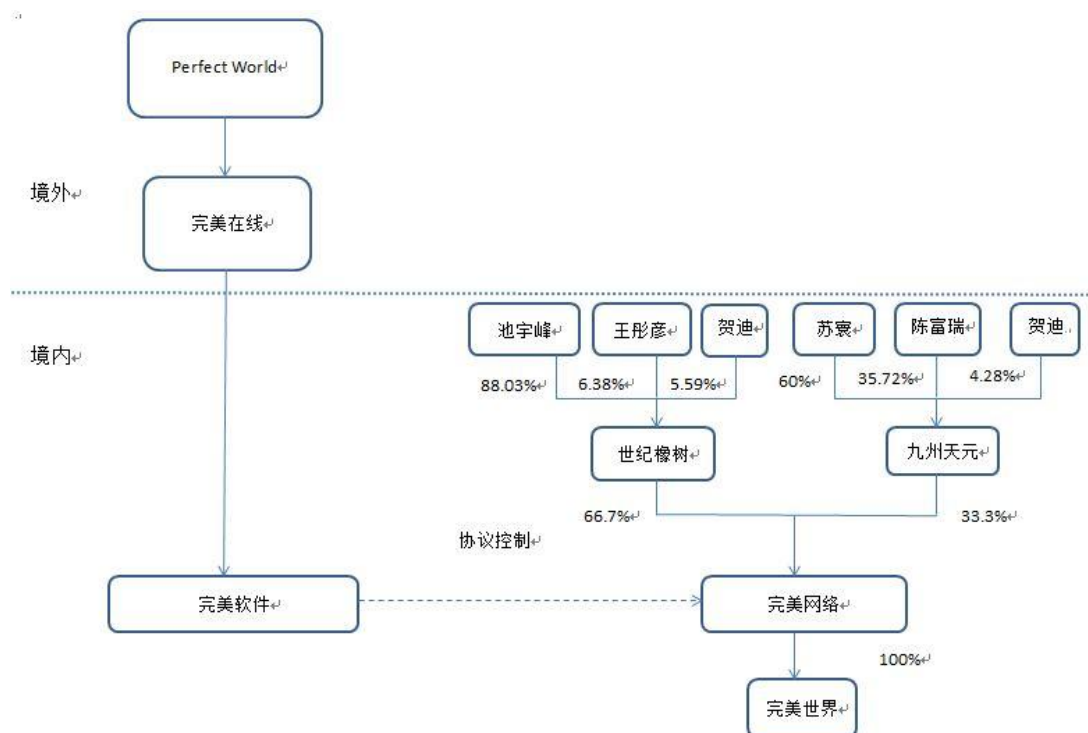 Perfect World
境外
完美在线
境内
池宇峰
王彤彦
贺迪
苏寰
陈富瑞
贺迪
88.03%
6.38%
5.59%
60%
35.72%
4.28%
世纪橡树
九州天元
66.7%
33.3%
协议控制
完美软件
完美网络
100%
完美世界